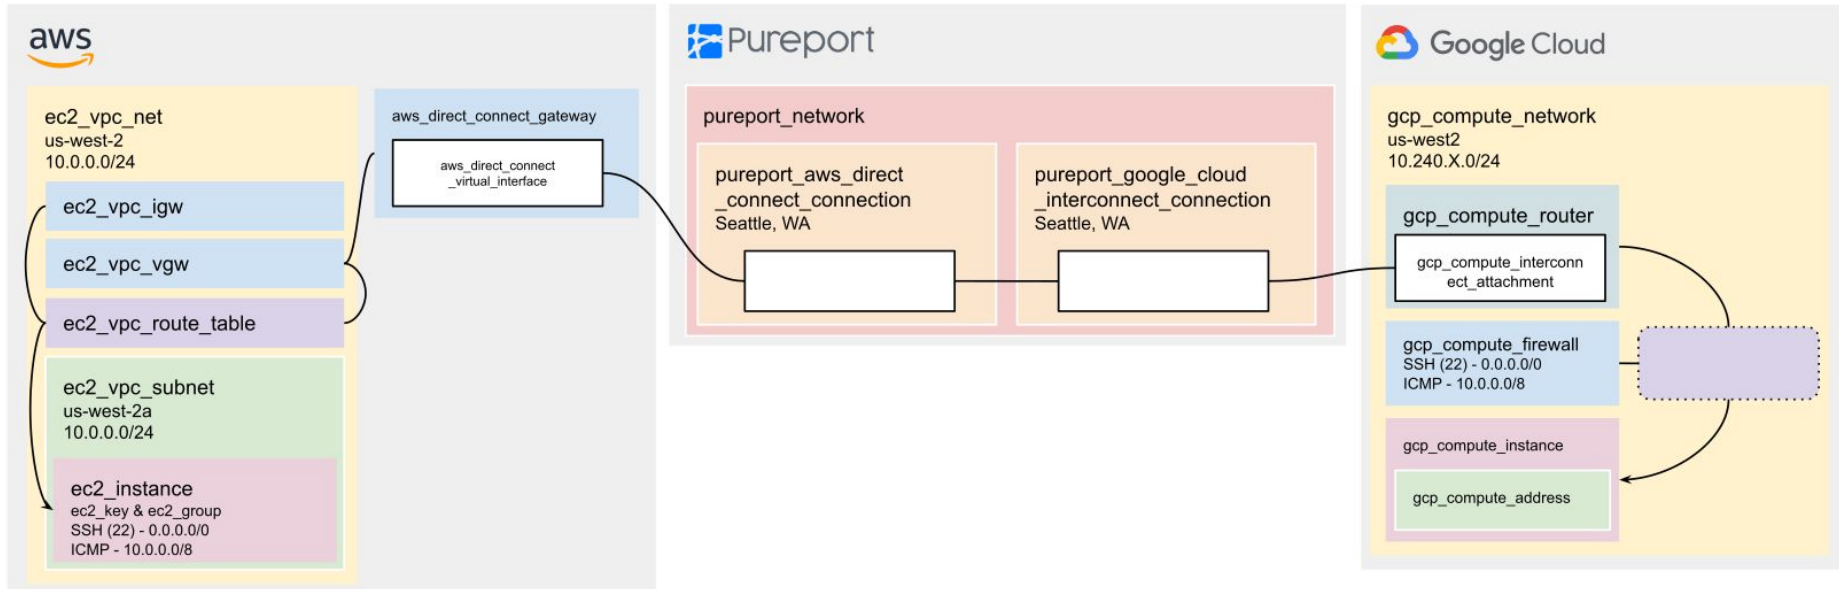 aws
ec2_vpc_net
us-west-2
10.0.0.0/24
ec2_vpc_igw
ec2_vpc_vgw
ec2_vpc_route_table
ec2_vpc_subnet
us-west-2a
10.0.0.0/24
ec2_instance
ec2_key & ec2_group
SSH (22) - 0.0.0.0/0
ICMP - 10.0.0.0/8
aws_direct_connect_gateway
aws_direct_connect
_virtual_interface
Pureport
pureport_network
pureport_aws_direct
_connect_connection
Seattle, WA
pureport_google_cloud
_interconnect_connection
Seattle, WA
Google Cloud
gcp_compute_network
us-west2
10.240.X.0/24
gcp_compute_router
gcp_compute_interconn
ect_attachment
gcp_compute_firewall
SSH (22) - 0.0.0.0/0
ICMP - 10.0.0.0/8
gcp_compute_instance
gcp_compute_address